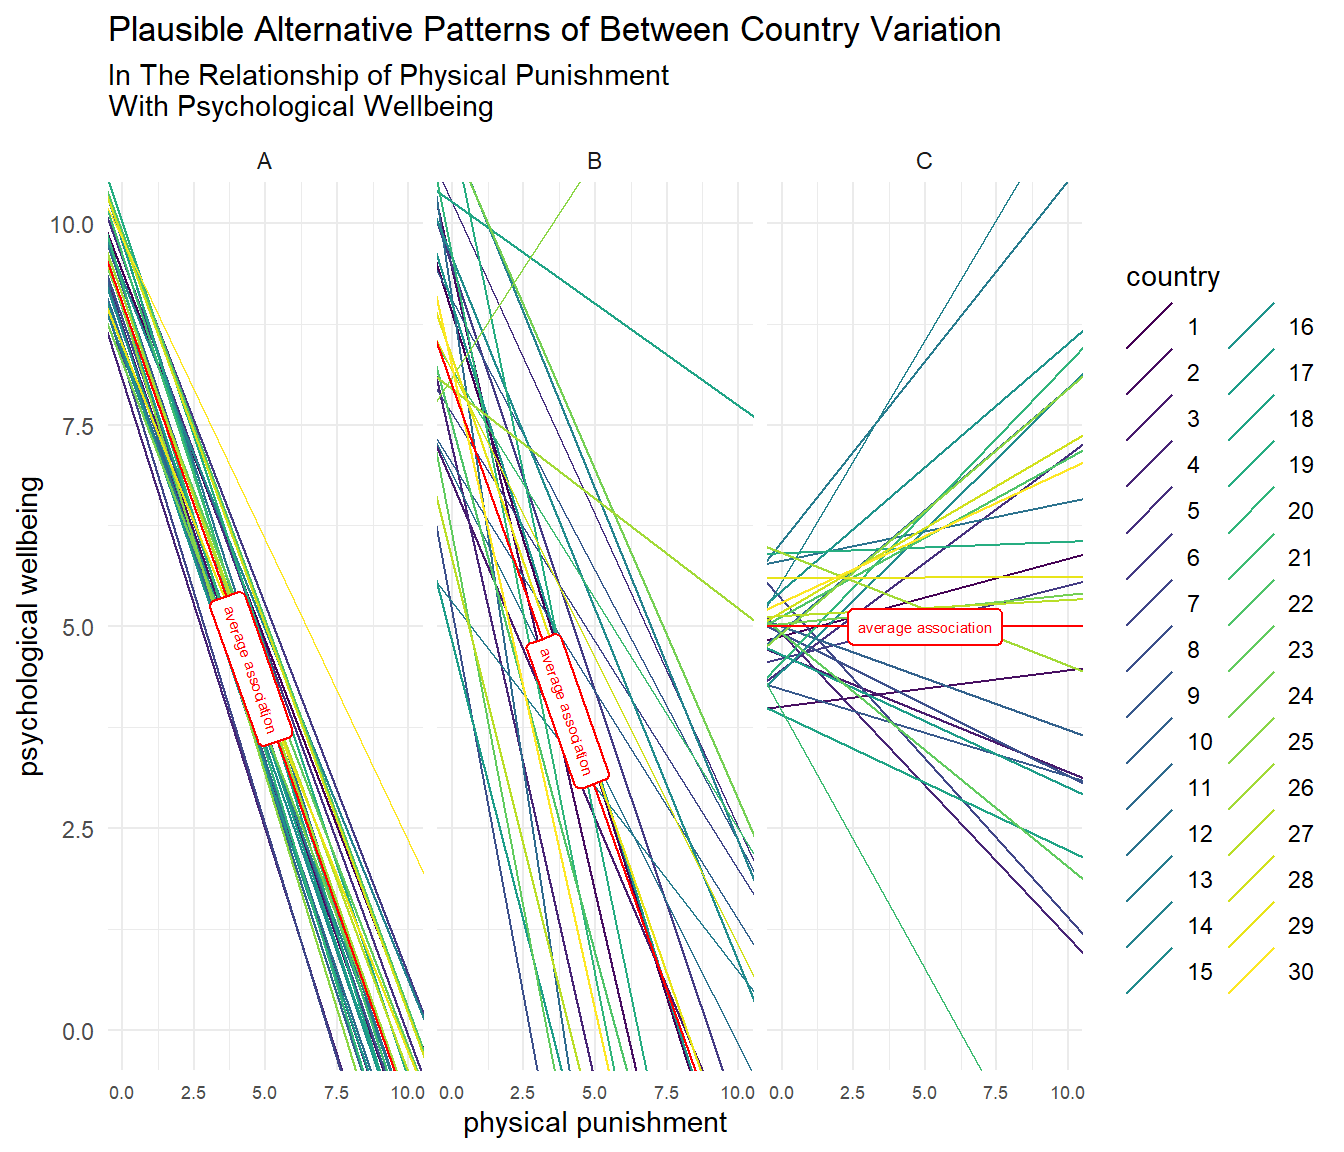 Plausible Alternative Patterns of Between Country Variation
In The Relationship of Physical Punishment
With Psychological Wellbeing
A
B
C
10.0
7.5
5.0
2.5
0.0
psychological wellbeing
average association
average association
average association
0.0 2.5 5.0 7.5 10.0
0.0 2.5 5.0 7.5 10.0
0.0 2.5 5.0 7.5 10.0
physical punishment
country
1 16
2 17
3 18
4 19
5 20
6 21
7 22
8 23
9 24
10 25
11 26
12 27
13 28
14 29
15 30